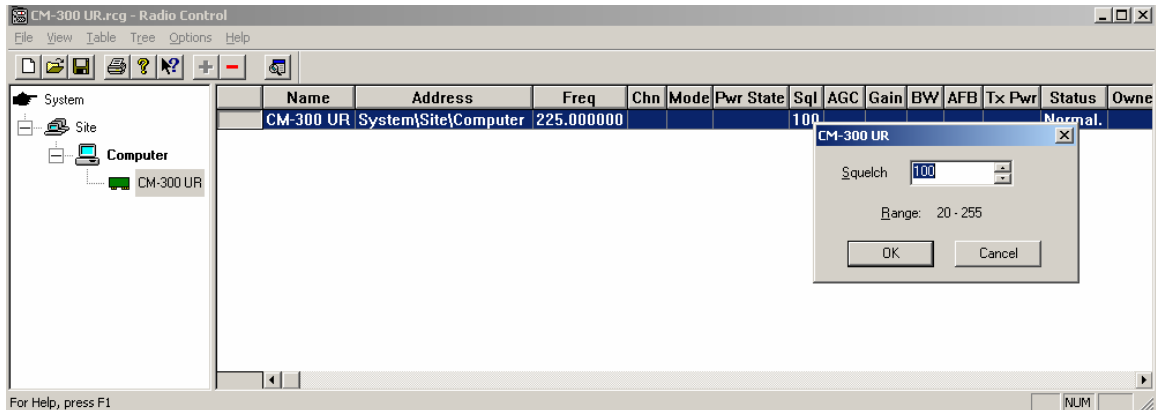 CM-300 UR.rcg - Radio Control
File View Table Tree Options Help
System
Site
Computer
CM-300 UR
Name Address Freq Chn Mode Pwr State Sql AGC Gain BW AFB Tx Pwr Status Owne
CM-300 UR System\Site\Computer 225.000000 100 Normal.
CM-300 UR
Squelch 100
Range: 20 - 255
OK Cancel
For Help, press F1
NUM